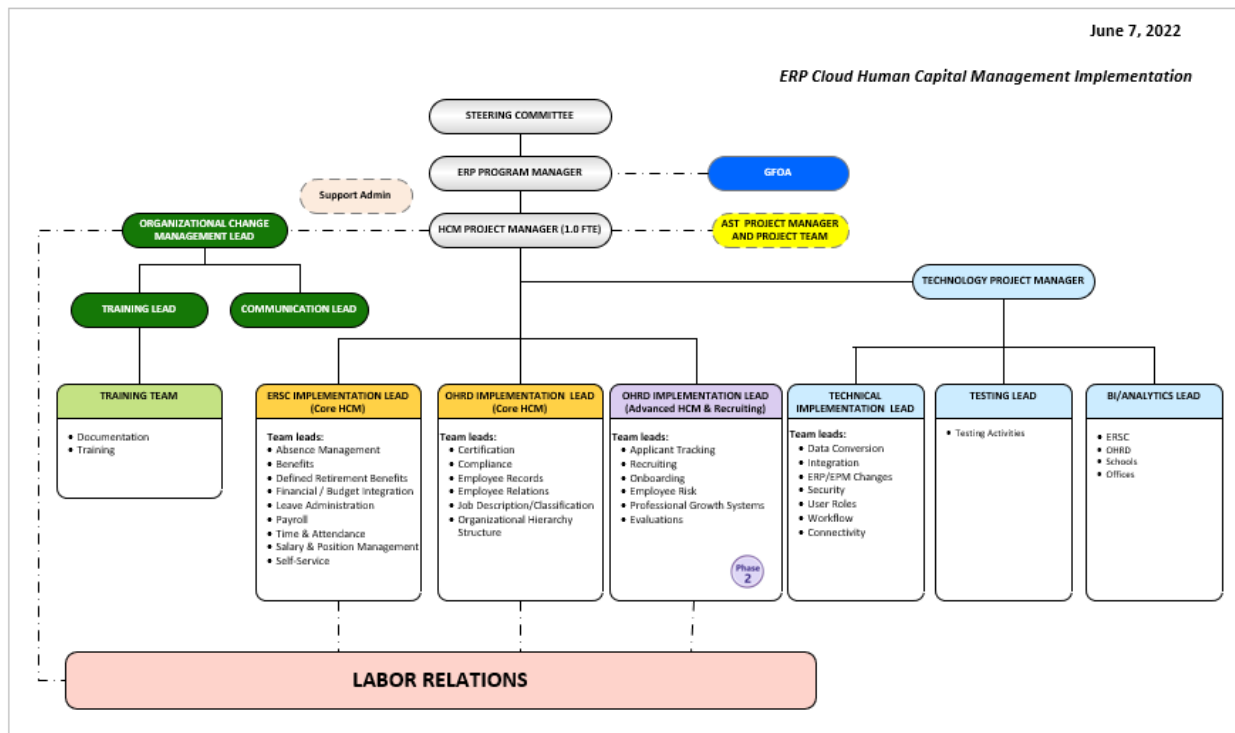 June 7, 2022
ERP Cloud Human Capital Management Implementation
STEERING COMMITTEE
ERP PROGRAM MANAGER
GFOA
Support Admin
ORGANIZATIONAL CHANGE
MANAGEMENT LEAD
HCM PROJECT MANAGER (1.0 FTE)
AST PROJECT MANAGER
AND PROJECT TEAM
TECHNOLOGY PROJECT MANAGER
TRAINING LEAD
COMMUNICATION LEAD
TRAINING TEAM
• Documentation
• Training
ERSC IMPLEMENTATION LEAD
(Core HCM)
Team leads:
• Absence Management
• Benefits
• Defined Retirement Benefits
• Financial / Budget Integration
• Leave Administration
• Payroll
• Time & Attendance
• Salary & Position Management
• Self-Service
OHRD IMPLEMENTATION LEAD
(Core HCM)
Team leads:
• Certification
• Compliance
• Employee Records
• Employee Relations
• Job Description/Classification
• Organizational Hierarchy
Structure
OHRD IMPLEMENTATION LEAD
(Advanced HCM & Recruiting)
Team leads:
• Applicant Tracking
• Recruiting
• Onboarding
• Employee Risk
• Professional Growth Systems
• Evaluations
Phase
2
TECHNICAL
IMPLEMENTATION LEAD
Team leads:
• Data Conversion
• Integration
• ERP/EPM Changes
• Security
• User Roles
• Workflow
• Connectivity
TESTING LEAD
• Testing Activities
BI/ANALYTICS LEAD
• ERSC
• OHRD
• Schools
• Offices
LABOR RELATIONS